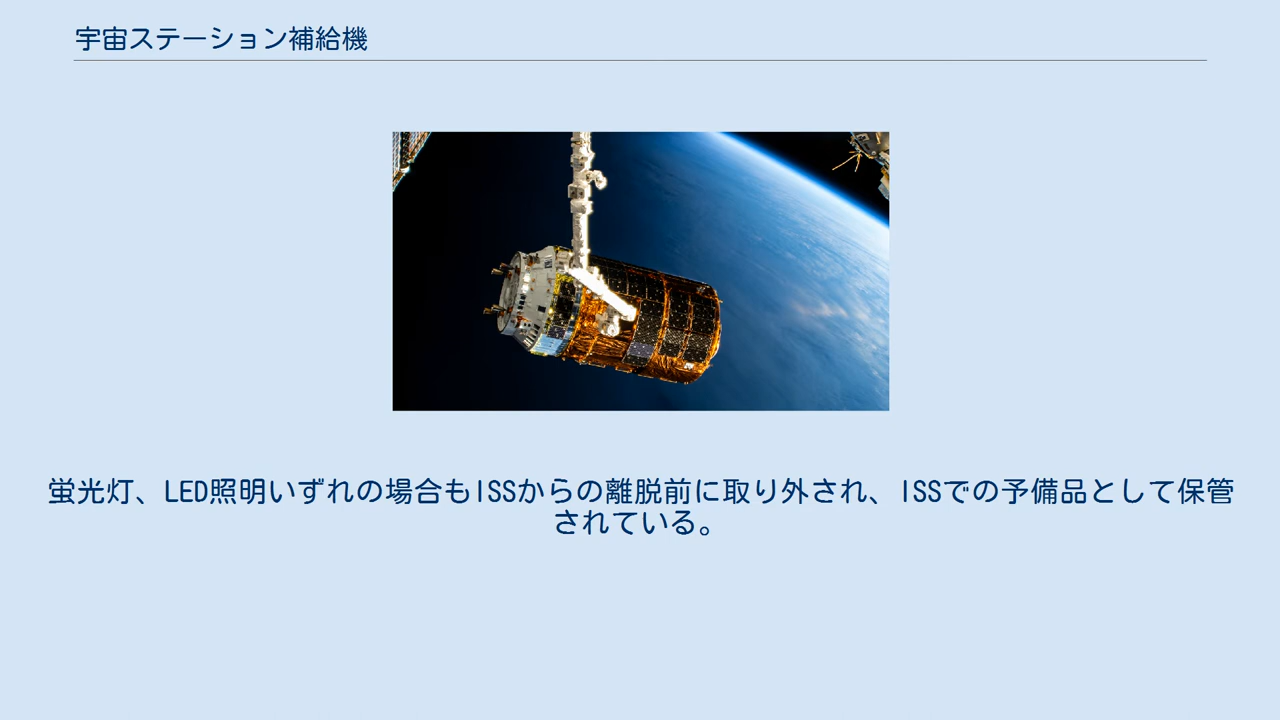 宇宙ステーション補給機
蛍光灯、LED照明いずれの場合もISSからの離脱前に取り外され、ISSでの予備品として保管
されている。